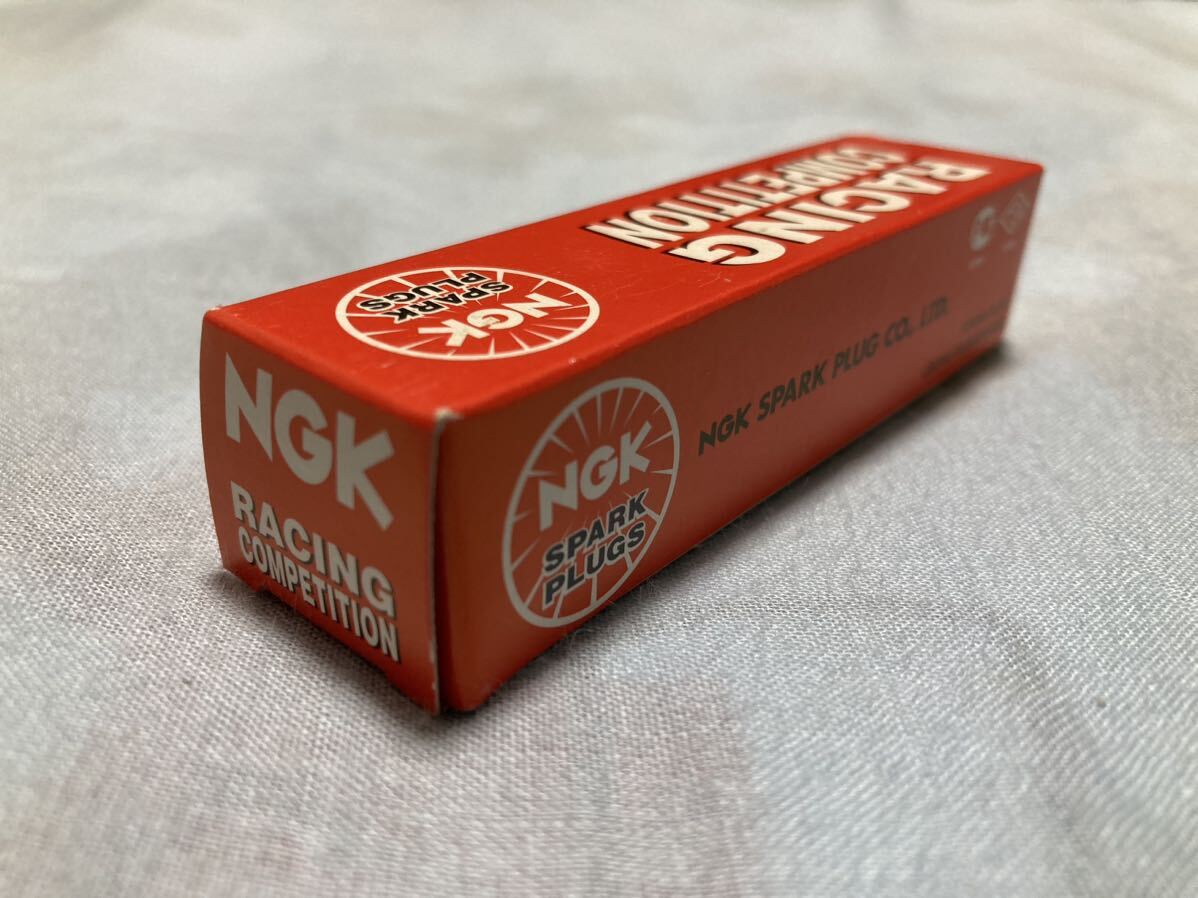 RACING
COMPETITION
NGK
SPARK
PLUGS
NGK
RACING
COMPETITION
NGK
SPARK
PLUGS
NGK SPARK PLUG CO., LTD.